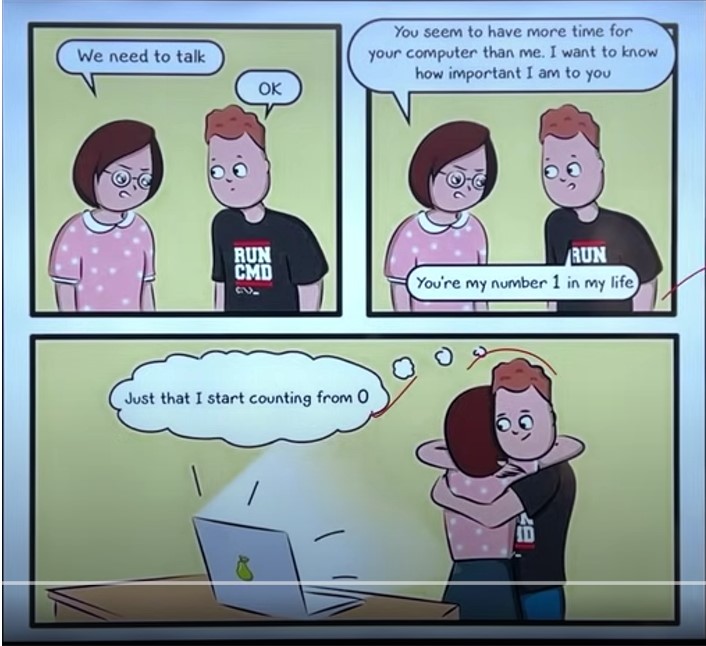 We need to talk
OK
You seem to have more time for
your computer than me. I want to know
how important I am to you
RUN
CMD
C:\_
RUN
You're my number 1 in my life
Just that I start counting from 0